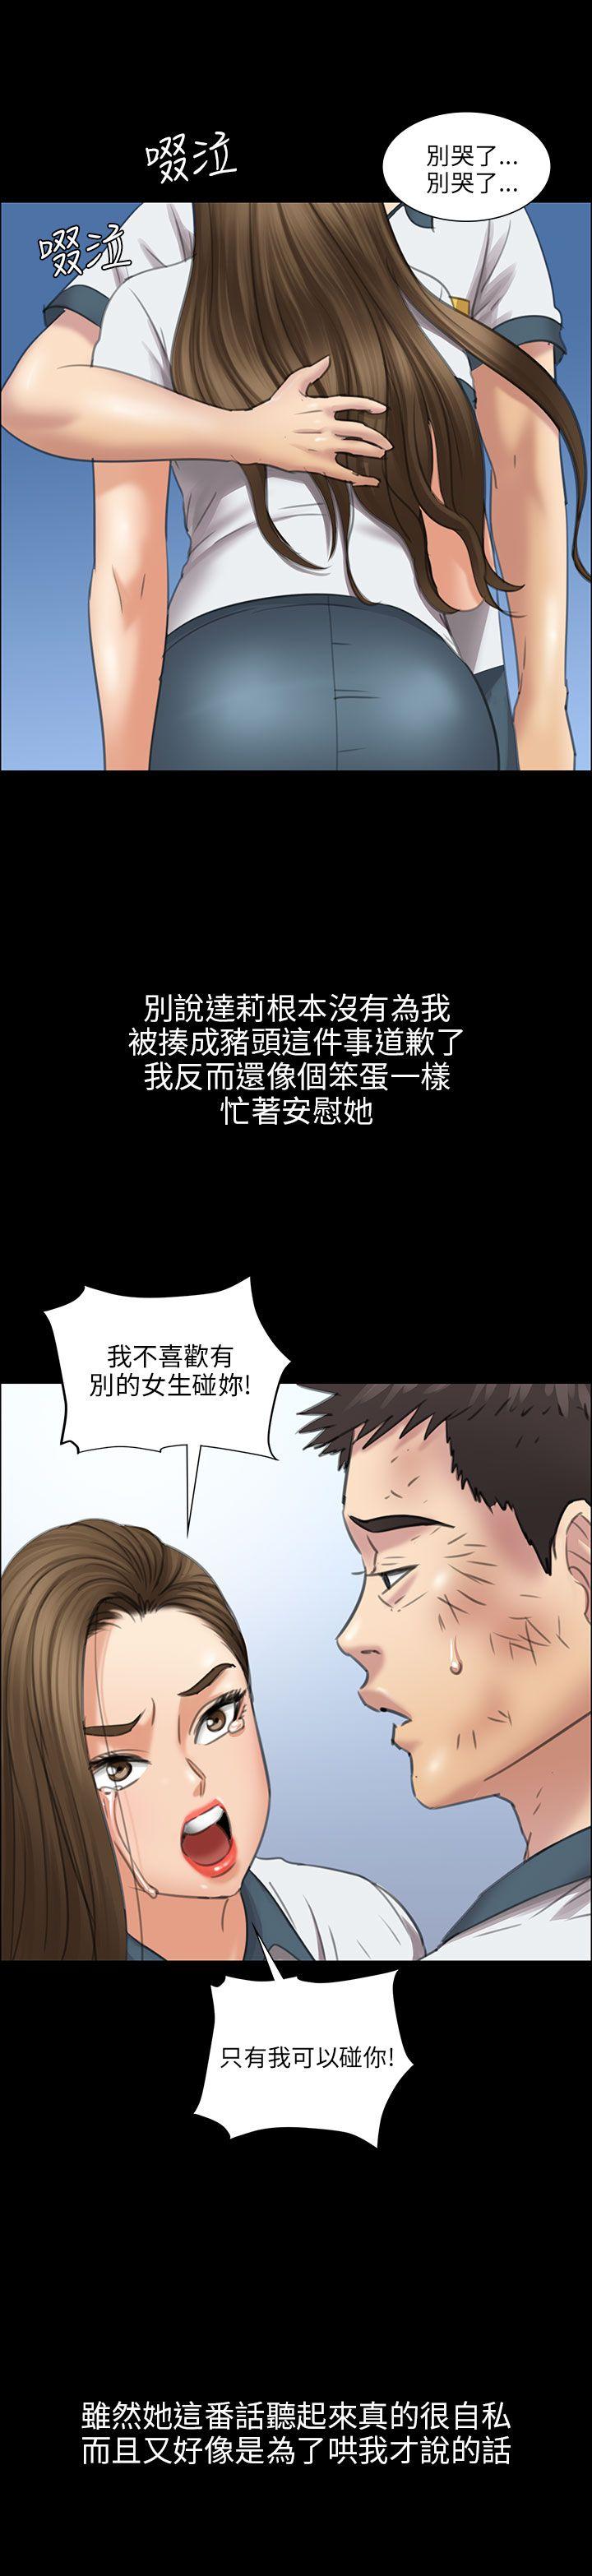 啜泣
別哭了...
別哭了...
啜泣
別說達莉根本沒有為我
被揍成豬頭這件事道歉了
我反而還像個笨蛋一樣
忙著安慰她
我不喜歡有
別的女生碰妳!
只有我可以碰你!
雖然她這番話聽起來真的很自私
而且又好像是為了哄我才說的話